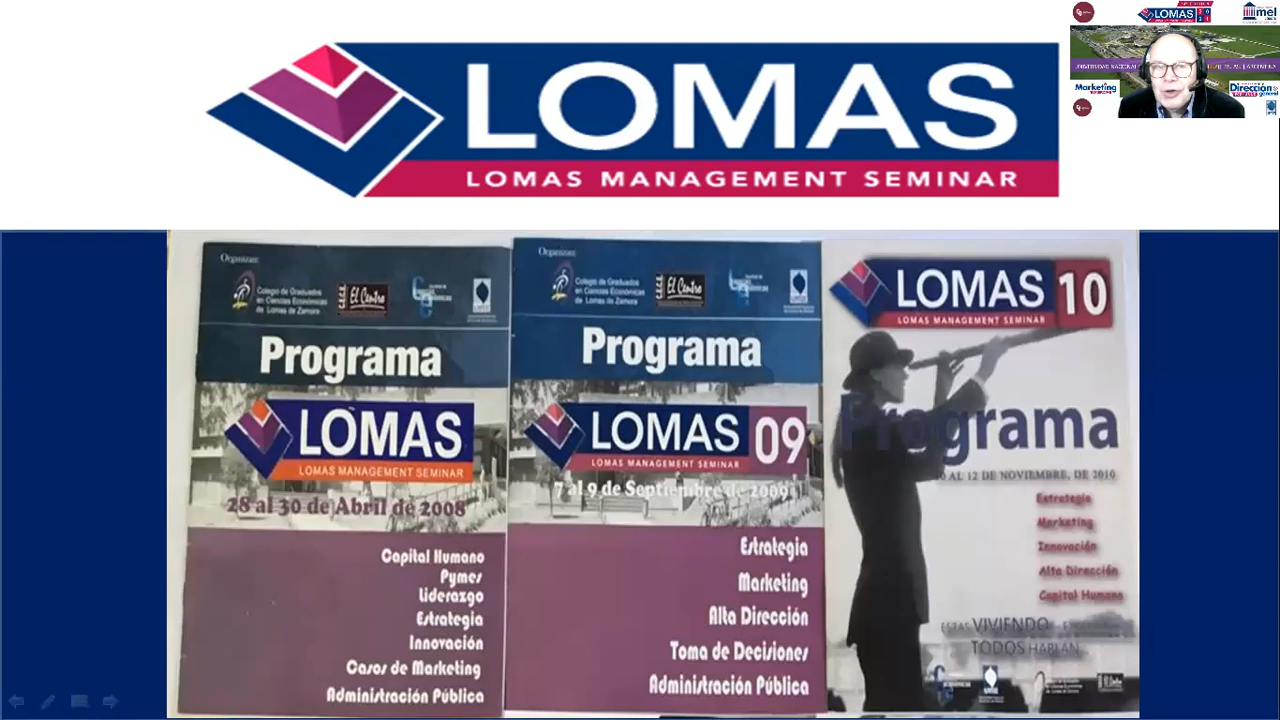 LOMAS
LOMAS MANAGEMENT SEMINAR
LOMAS
mel
UNIVERSIDAD NACIONAL
Marketing
Dirección
general
Organizan:
Colegio de Graduados
en Ciencias Económicas
de Lomas de Zamora
El Centro
Programa
LOMAS
LOMAS MANAGEMENT SEMINAR
28 al 30 de Abril de 2008
Capital Humano
Pymes
Liderazgo
Estrategia
Innovación
Casos de Marketing
Administración Pública
Organizan:
Colegio de Graduados
en Ciencias Económicas
de Lomas de Zamora
El Centro
Programa
LOMAS 09
LOMAS MANAGEMENT SEMINAR
7 al 9 de Septiembre de 2009
Estrategia
Marketing
Alta Dirección
Toma de Decisiones
Administración Pública
LOMAS 10
LOMAS MANAGEMENT SEMINAR
Programa
AL 12 DE NOVIEMBRE, DE 2010
Estrategia
Marketing
Innovación
Alta Dirección
Capital Humano
ESTAS VIVIENDO
TODOS HABLAN